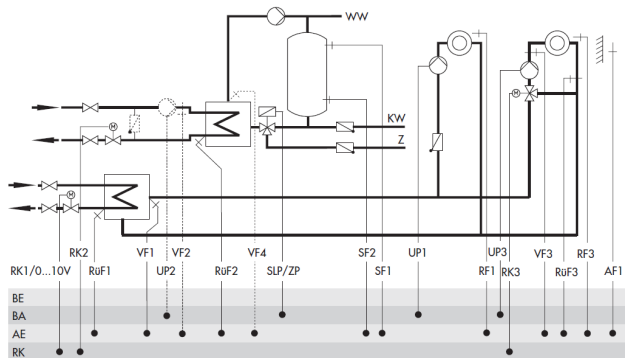 WW
KW
Z
M
M
M
RK2 VF1 VF2 VF4 SF2 UP1 UP3 VF3 RF3
RK1/0...10V RüF1 UP2 RüF2 SLP/ZP SF1 RF1 RK3 RüF3 AF1
BE
BA
AE
RK